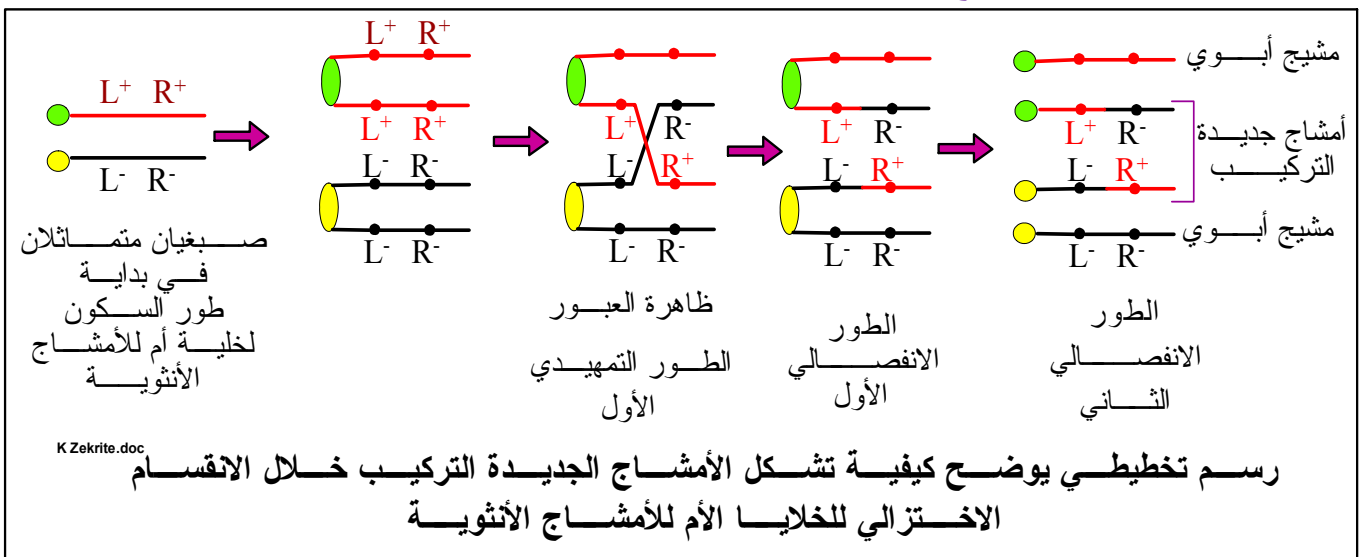 L+ R+
L- R-
صبغيان متماثلان
في بداية
طور السكون
لخلية أم للأمشاج
الأنثوية
L+ R+
L+ R+
L- R-
L- R-
L+ R-
L- R+
L- R-
ظاهرة العبور
الطور التمهيدي
الأول
L+ R-
L- R+
L- R-
الطور
الانفصالي
الأول
L+ R-
L- R+
L- R-
الطور
الانفصالي
الثاني
مشيج أبوي
أمشاج جديدة
التركيب
مشيج أبوي
K Zekrite.doc
رسم تخطيطي يوضح كيفية تشكل الأمشاج الجديدة التركيب خلال الانقسام
الاختزالي للخلايا الأم للأمشاج الأنثوية